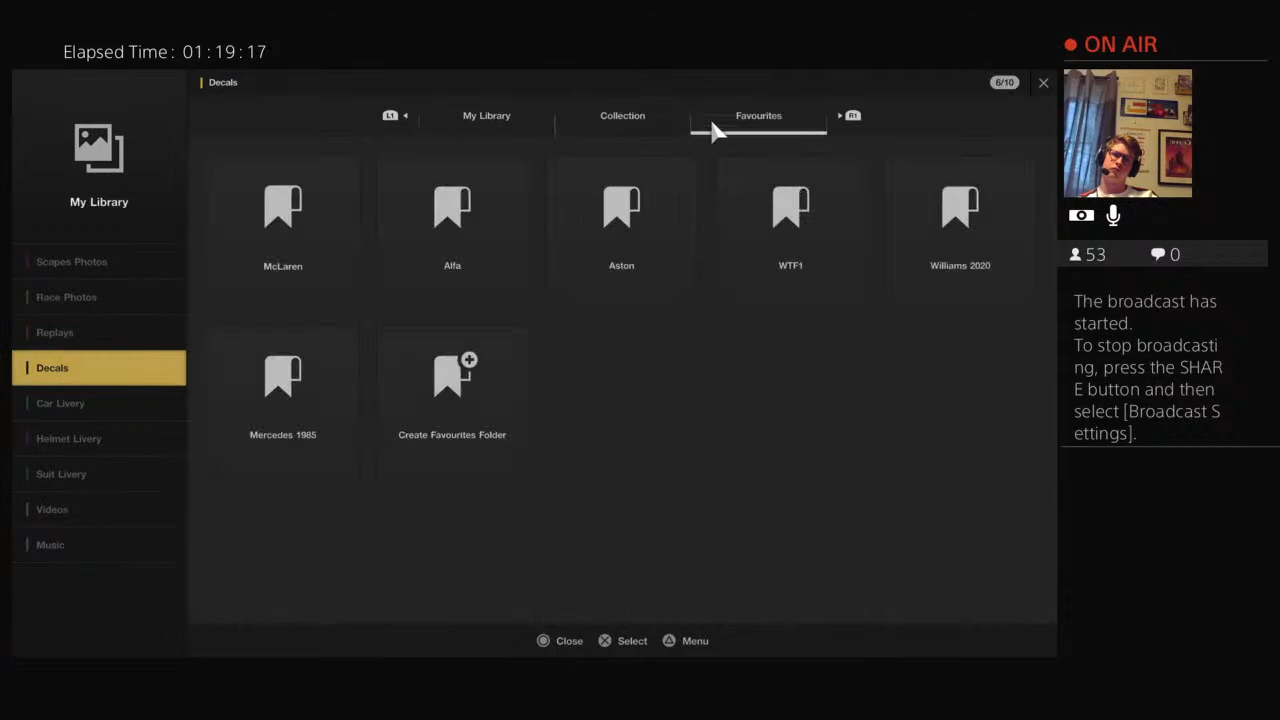 Elapsed Time: 01:19:17
ON AIR
Decals
6/10
L1
My Library
Collection
Favourites
R1
My Library
McLaren
Alfa
Aston
WTF1
Williams 2020
Scapes Photos
Race Photos
Replays
Decals
Car Livery
Helmet Livery
Suit Livery
Videos
Music
Mercedes 1985
Create Favourites Folder
53
0
The broadcast has
started.
To stop broadcasti
ng, press the SHAR
E button and then
select [Broadcast S
ettings].
Close
Select
Menu